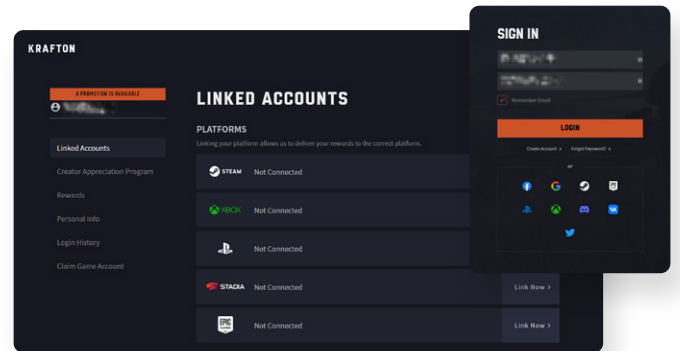 KRAFTON
A PROMOTION IS AVAILABLE
Linked Accounts
Creator Appreciation Program
Rewards
Personal Info
Login History
Claim Game Account
LINKED ACCOUNTS
PLATFORMS
Linking your platform allows us to deliver your rewards to the correct platform.
STEAM Not Connected
XBOX Not Connected
Not Connected
STADIA Not Connected Link Now >
EPIC GAMES Not Connected Link Now >
SIGN IN
Remember Email
LOGIN
Create Account > Forgot Password? >
or